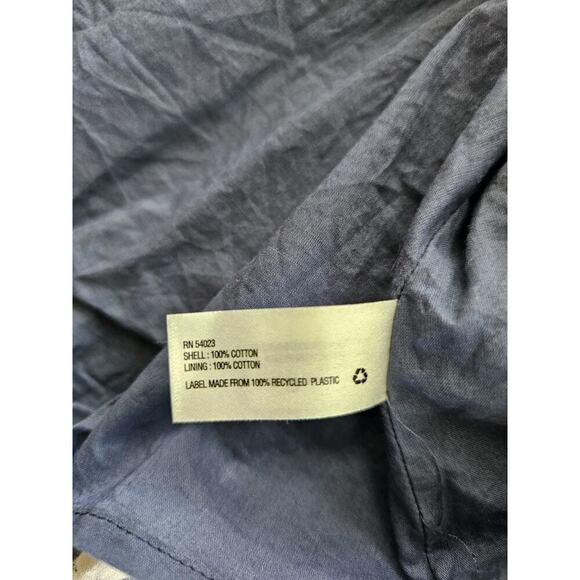 RN 54023
SHELL : 100% COTTON
LINING : 100% COTTON
LABEL MADE FROM 100% RECYCLED PLASTIC